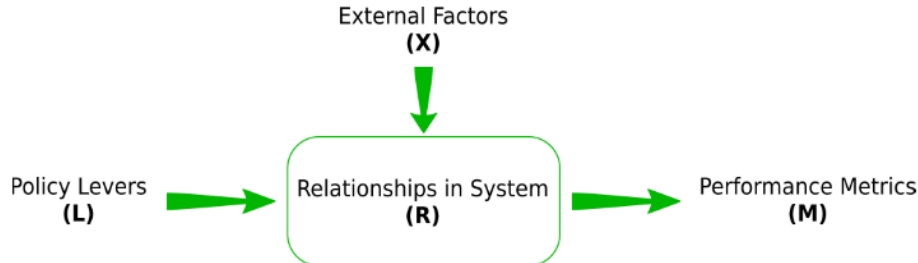 External Factors
(X)
Policy Levers
(L)
Relationships in System
(R)
Performance Metrics
(M)